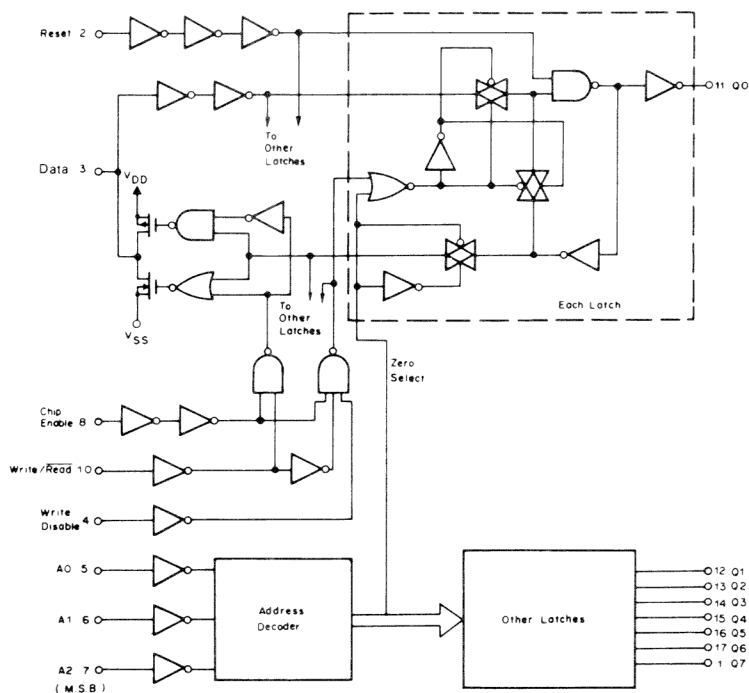 Reset 2
11 Q0
To
Other
Latches
Data 3
VDD
VSS
To
Other
Latches
Each Latch
Zero
Select
Chip
Enable 8
Write/Read 10
Write
Disable 4
A0 5
A1 6
A2 7
(M.S.B)
Address
Decoder
Other Latches
12 Q1
13 Q2
14 Q3
15 Q4
16 Q5
17 Q6
1 Q7